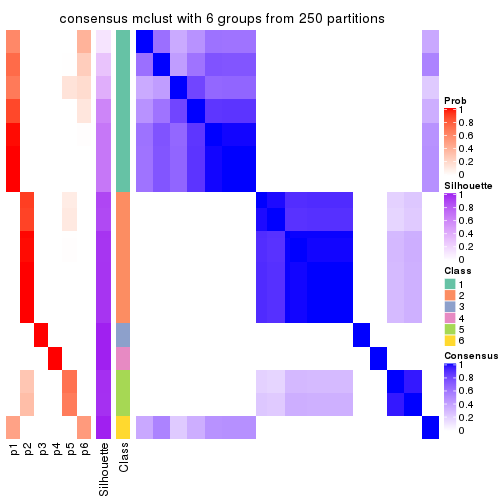 consensus mclust with 6 groups from 250 partitions
Prob
1
0.8
0.6
0.4
0.2
0
Silhouette
1
0.8
0.6
0.4
0.2
0
Class
1
2
3
4
5
6
Consensus
1
0.8
0.6
0.4
0.2
0
p1
p2
p3
p4
p5
p6
Silhouette
Class